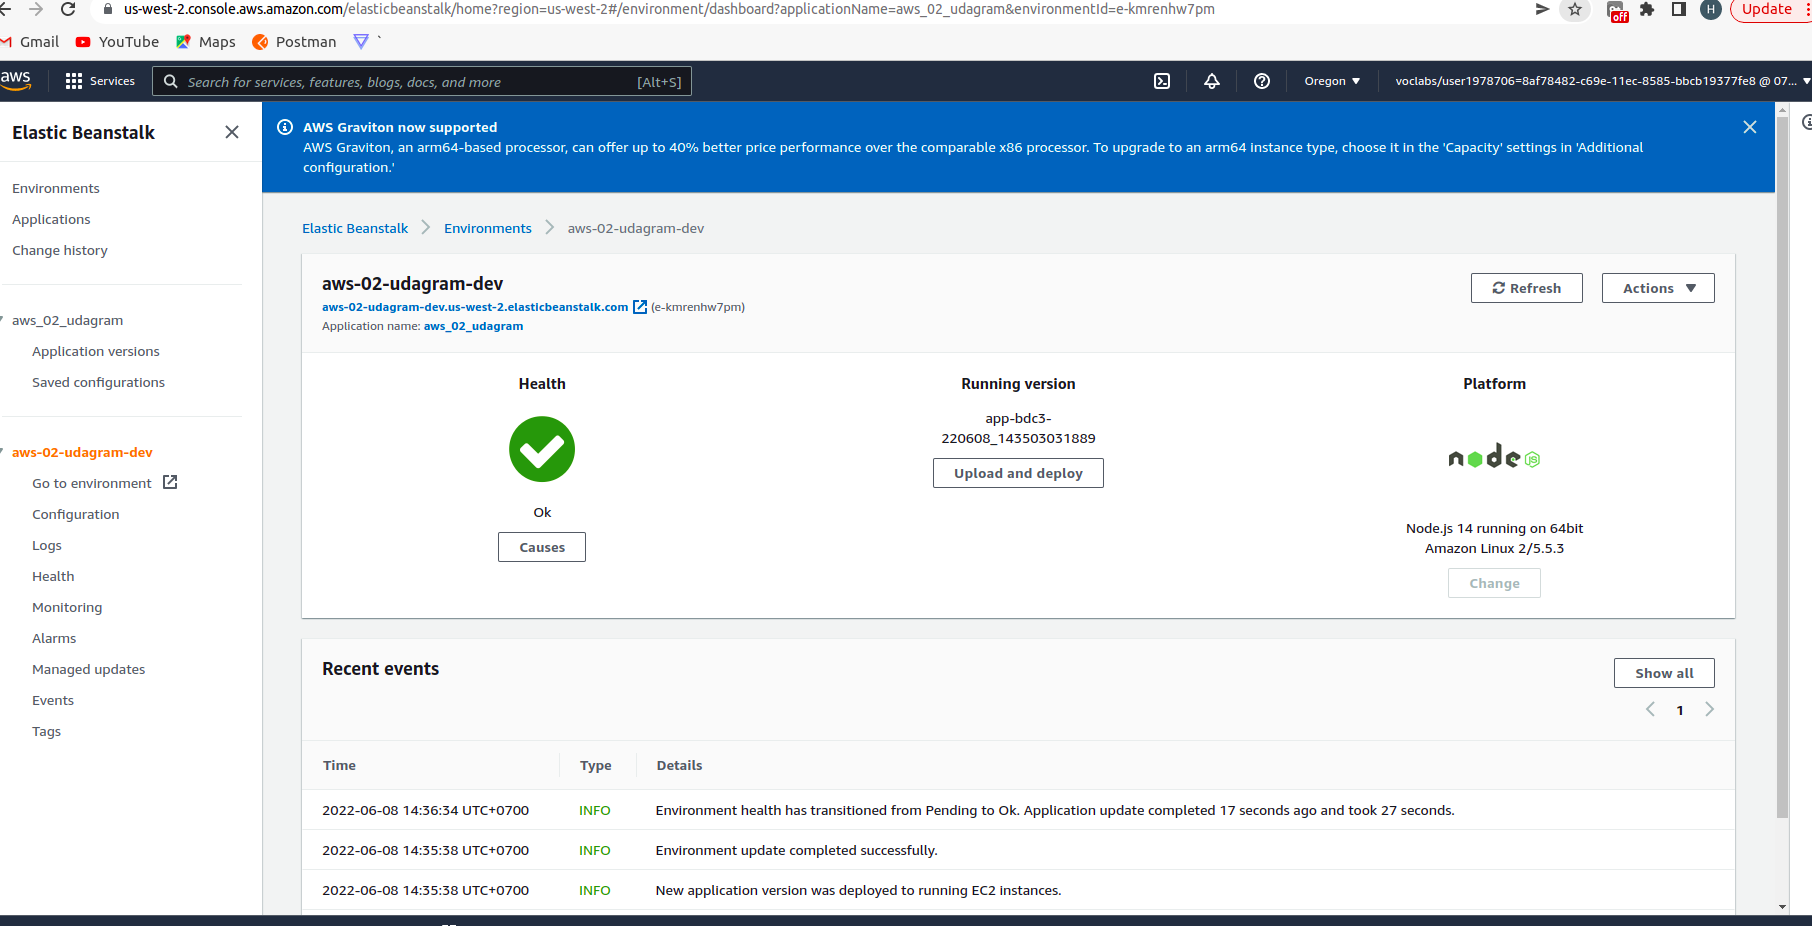 us-west-2.console.aws.amazon.com/elasticbeanstalk/home?region=us-west-2#/environment/dashboard?applicationName=aws_02_udagram&environmentId=e-kmrenhw7pm
off
H
Update
Gmail YouTube Maps Postman `
aws Services Search for services, features, blogs, docs, and more [Alt+S] Oregon voclabs/user1978706=8af78482-c69e-11ec-8585-bbcb19377fe8 @ 07...
Elastic Beanstalk
Environments
Applications
Change history
aws_02_udagram
Application versions
Saved configurations
aws-02-udagram-dev
Go to environment
Configuration
Logs
Health
Monitoring
Alarms
Managed updates
Events
Tags
AWS Graviton now supported
AWS Graviton, an arm64-based processor, can offer up to 40% better price performance over the comparable x86 processor. To upgrade to an arm64 instance type, choose it in the 'Capacity' settings in 'Additional
configuration.'
Elastic Beanstalk Environments aws-02-udagram-dev
aws-02-udagram-dev
aws-02-udagram-dev.us-west-2.elasticbeanstalk.com (e-kmrenhw7pm)
Application name: aws_02_udagram
Refresh
Actions
Health
Ok
Causes
Running version
app-bdc3-
220608_143503031889
Upload and deploy
Platform
node JS
Node.js 14 running on 64bit
Amazon Linux 2/5.5.3
Change
Recent events
Show all
1
Time Type Details
2022-06-08 14:36:34 UTC+0700 INFO Environment health has transitioned from Pending to Ok. Application update completed 17 seconds ago and took 27 seconds.
2022-06-08 14:35:38 UTC+0700 INFO Environment update completed successfully.
2022-06-08 14:35:38 UTC+0700 INFO New application version was deployed to running EC2 instances.